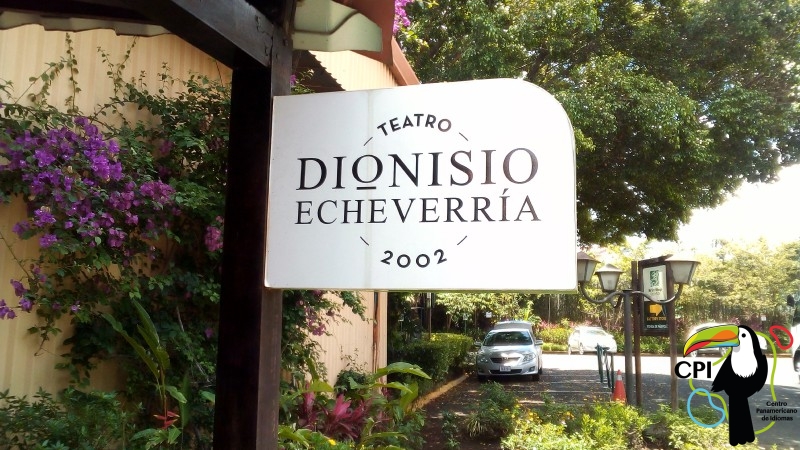 TEATRO
DIONISIO
ECHEVERRÍA
2002
CPI
Centro
Panamericano
de Idiomas